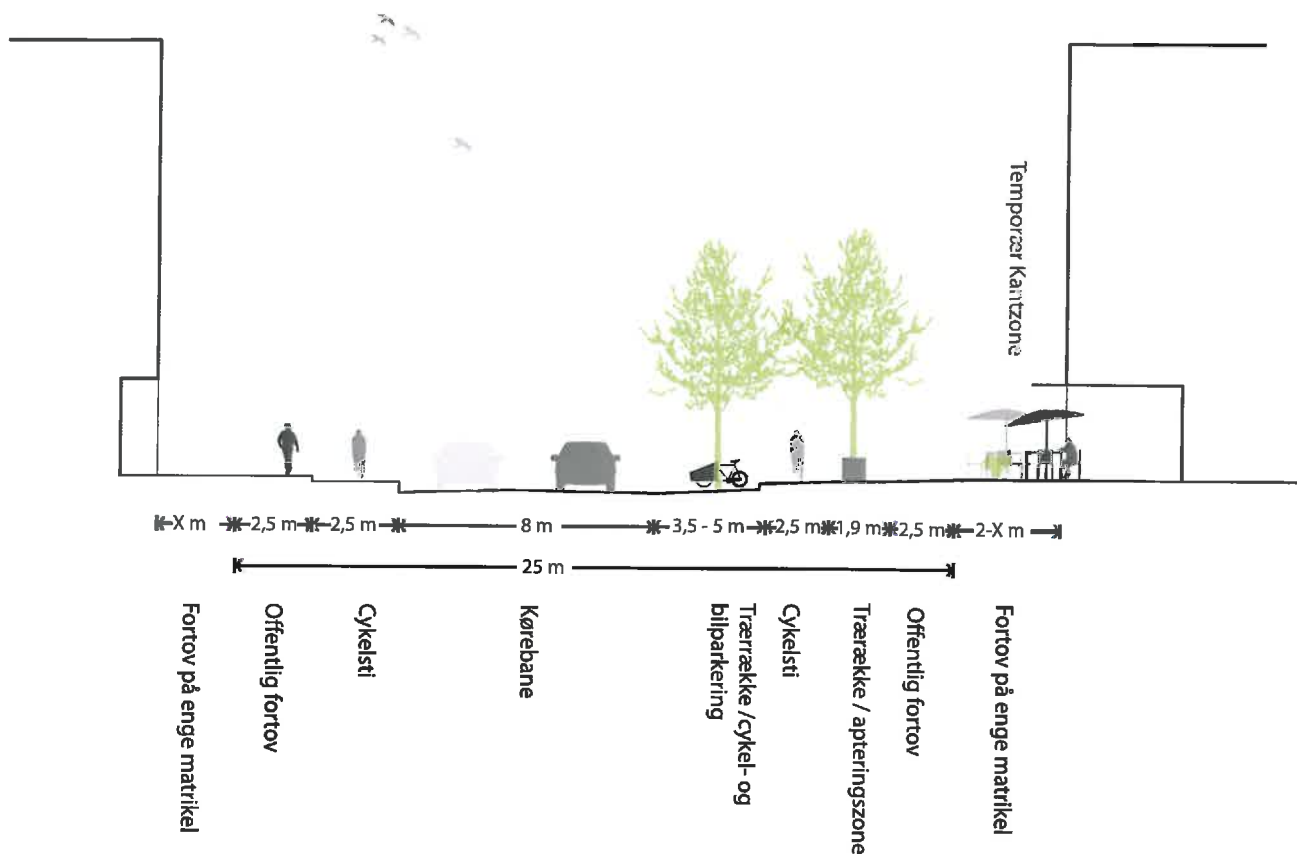 Temporær Kantzone
X m
2,5 m
2,5 m
8 m
3,5 - 5 m
2,5 m
1,9 m
2,5 m
2-X m
25 m
Fortov på enge matrikel
Offentlig fortov
Cykelsti
Kørebane
Trærrække /cykel- og
bilparkering
Cykelsti
Trærække / apteringszone
Offentlig fortov
Fortov på enge matrikel